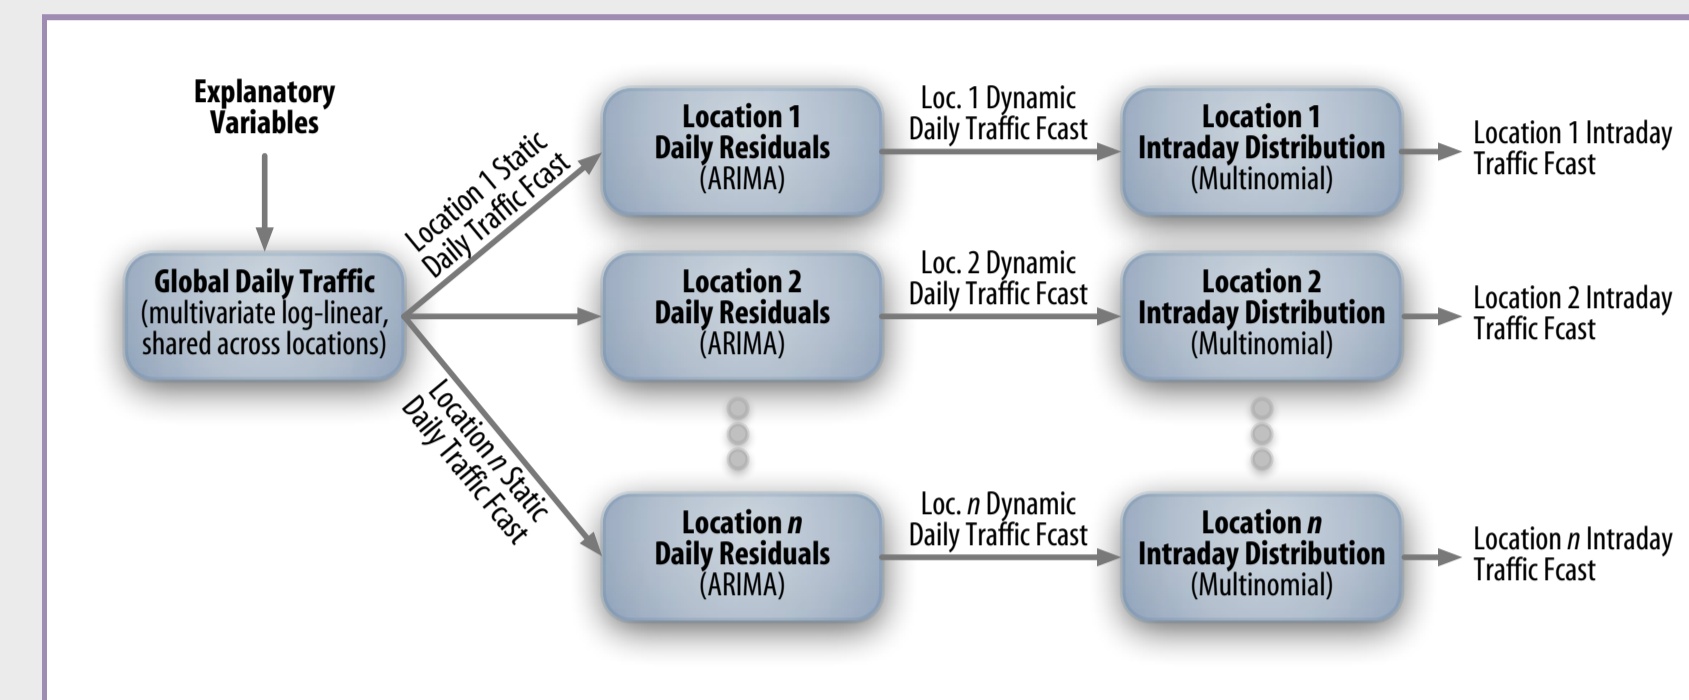 Explanatory
Variables
Global Daily Traffic
(multivariate log-linear,
shared across locations)
Location 1 Static
Daily Traffic Fcast
Location n Static
Daily Traffic Fcast
Location 1
Daily Residuals
(ARIMA)
Loc. 1 Dynamic
Daily Traffic Fcast
Location 1
Intraday Distribution
(Multinomial)
Location 1 Intraday
Traffic Fcast
Location 2
Daily Residuals
(ARIMA)
Loc. 2 Dynamic
Daily Traffic Fcast
Location 2
Intraday Distribution
(Multinomial)
Location 2 Intraday
Traffic Fcast
Location n
Daily Residuals
(ARIMA)
Loc. n Dynamic
Daily Traffic Fcast
Location n
Intraday Distribution
(Multinomial)
Location n Intraday
Traffic Fcast